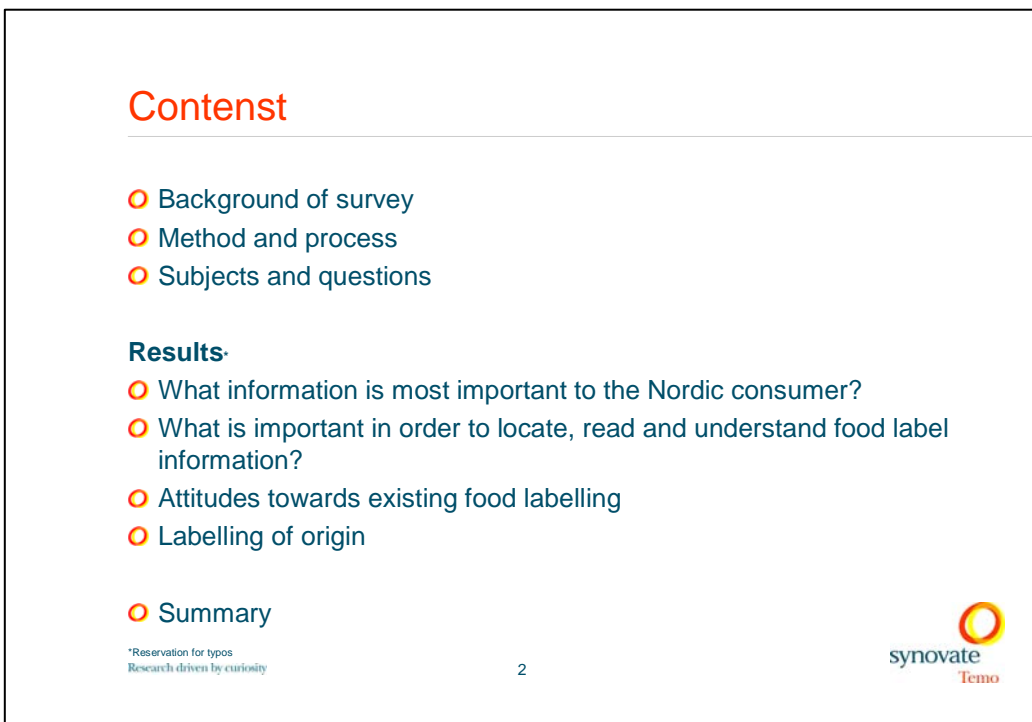 Contenst
Background of survey
Method and process
Subjects and questions
Results*
What information is most important to the Nordic consumer?
What is important in order to locate, read and understand food label
information?
Attitudes towards existing food labelling
Labelling of origin
Summary
*Reservation for typos
Research driven by curiosity
2
synovate
Temo